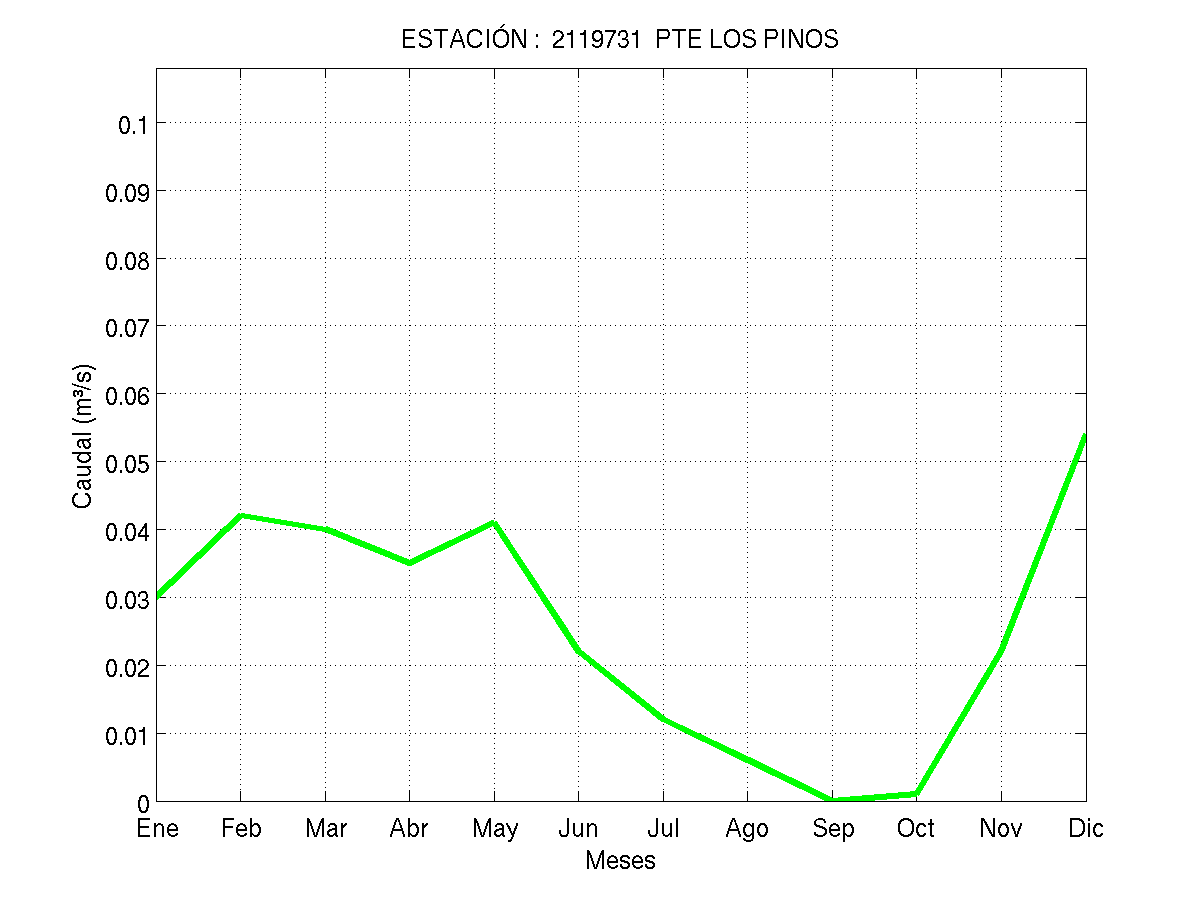 ESTACIÓN : 2119731 PTE LOS PINOS
0.1
0.09
0.08
0.07
0.06
0.05
0.04
0.03
0.02
0.01
0
Caudal (m³/s)
Ene Feb Mar Abr May Jun Jul Ago Sep Oct Nov Dic
Meses